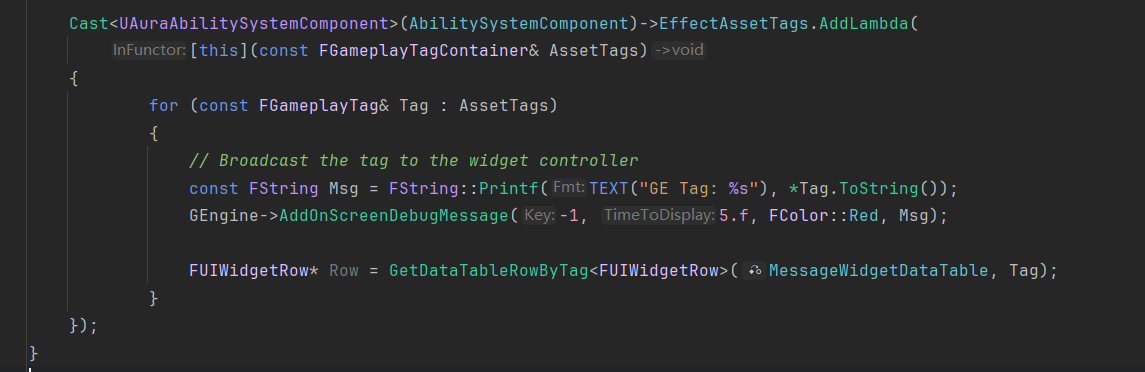 Cast<UAuraAbilitySystemComponent>(AbilitySystemComponent)->EffectAssetTags.AddLambda(
InFunctor: [this](const FGameplayTagContainer& AssetTags) ->void
{
for (const FGameplayTag& Tag : AssetTags)
{
// Broadcast the tag to the widget controller
const FString Msg = FString::Printf( Fmt: TEXT("GE Tag: %s"), *Tag.ToString());
GEngine->AddOnScreenDebugMessage( Key: -1, TimeToDisplay: 5.f, FColor::Red, Msg);
FUIWidgetRow* Row = GetDataTableRowByTag<FUIWidgetRow>( MessageWidgetDataTable, Tag);
}
});
}